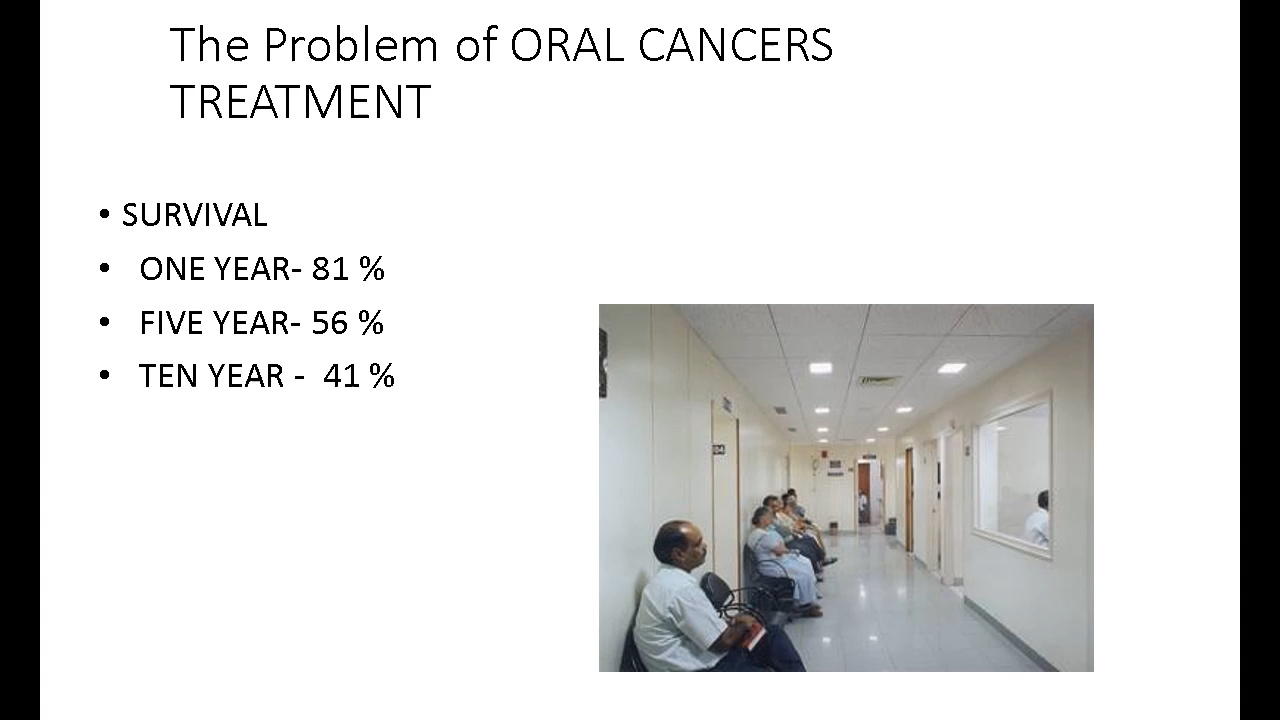 The Problem of ORAL CANCERS
TREATMENT
• SURVIVAL
• ONE YEAR- 81 %
• FIVE YEAR- 56 %
• TEN YEAR -  41 %